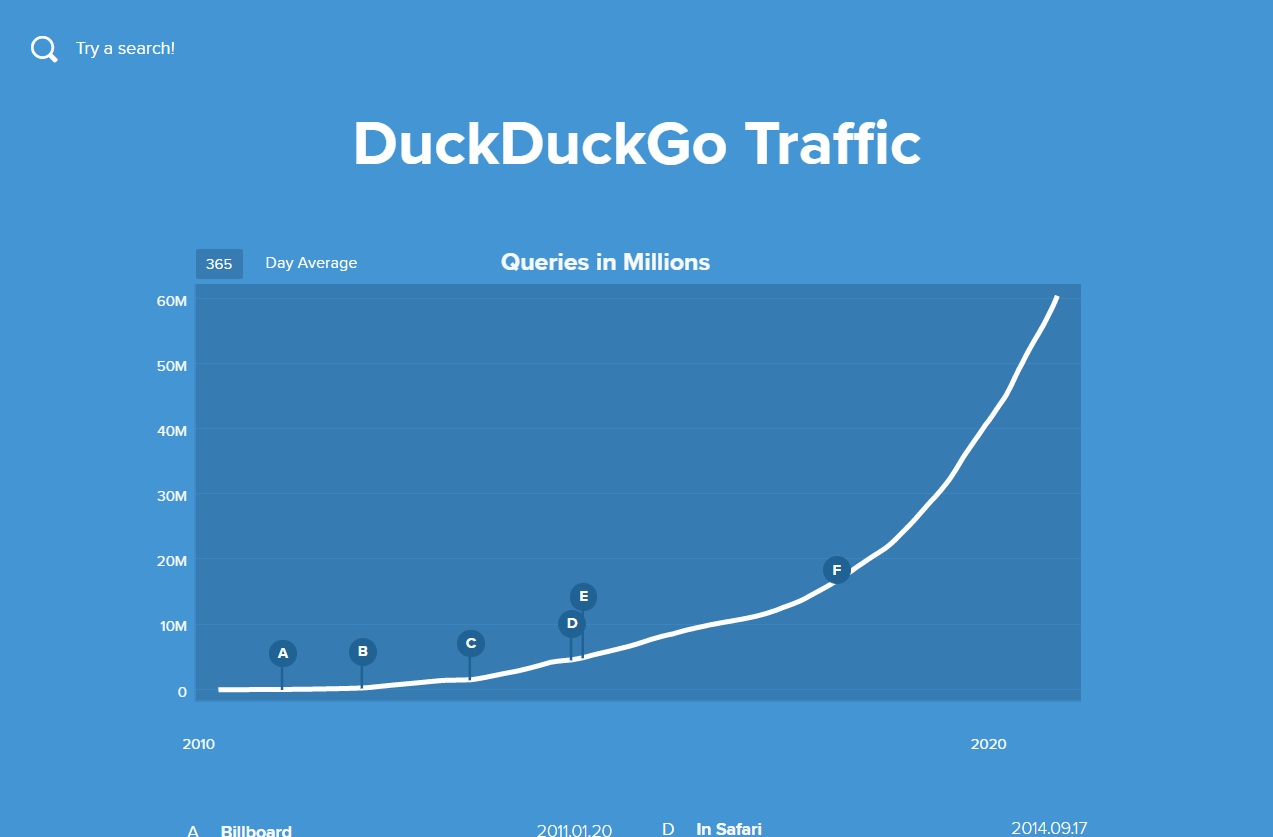 Try a search!
DuckDuckGo Traffic
365 Day Average
Queries in Millions
60M
50M
40M
30M
20M
10M
0
A
B
C
D
E
F
2010
2020
A Billboard 2011.01.20
D In Safari 2014.09.17